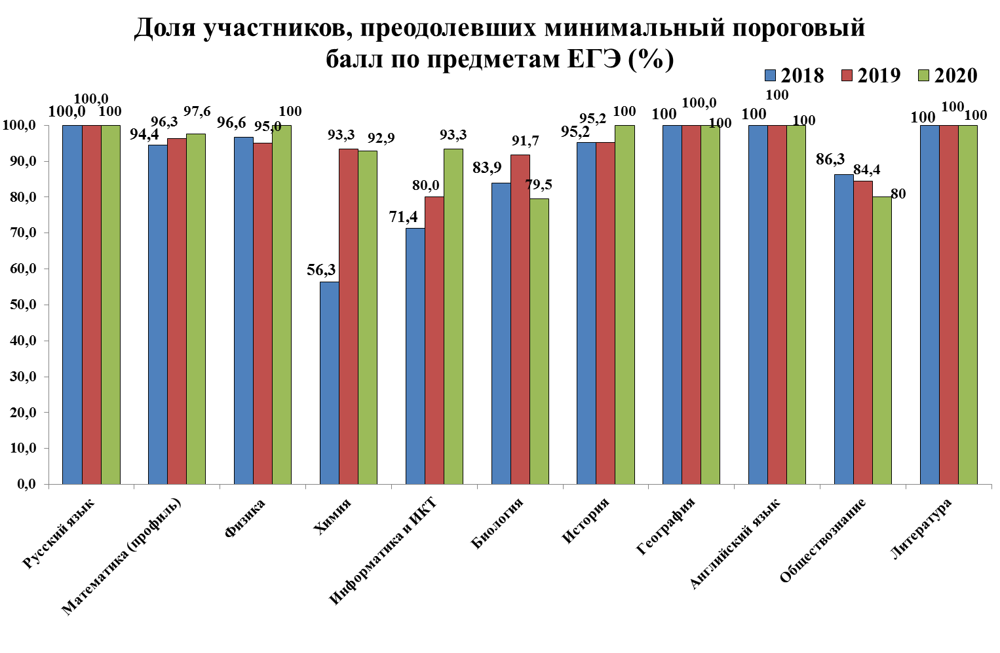 Доля участников, преодолевших минимальный пороговый
балл по предметам ЕГЭ (%)
2018 2019 2020
100,0 100,0 100
94,4 96,3 97,6
96,6 95,0 100
56,3 93,3 92,9
71,4 80,0 93,3
83,9 91,7 79,5
95,2 95,2 100
100 100,0 100
100 100 100
86,3 84,4 80
100 100 100
100,0
90,0
80,0
70,0
60,0
50,0
40,0
30,0
20,0
10,0
0,0
Русский язык
Математика (профиль)
Физика
Химия
Информатика и ИКТ
Биология
История
География
Английский язык
Обществознание
Литература